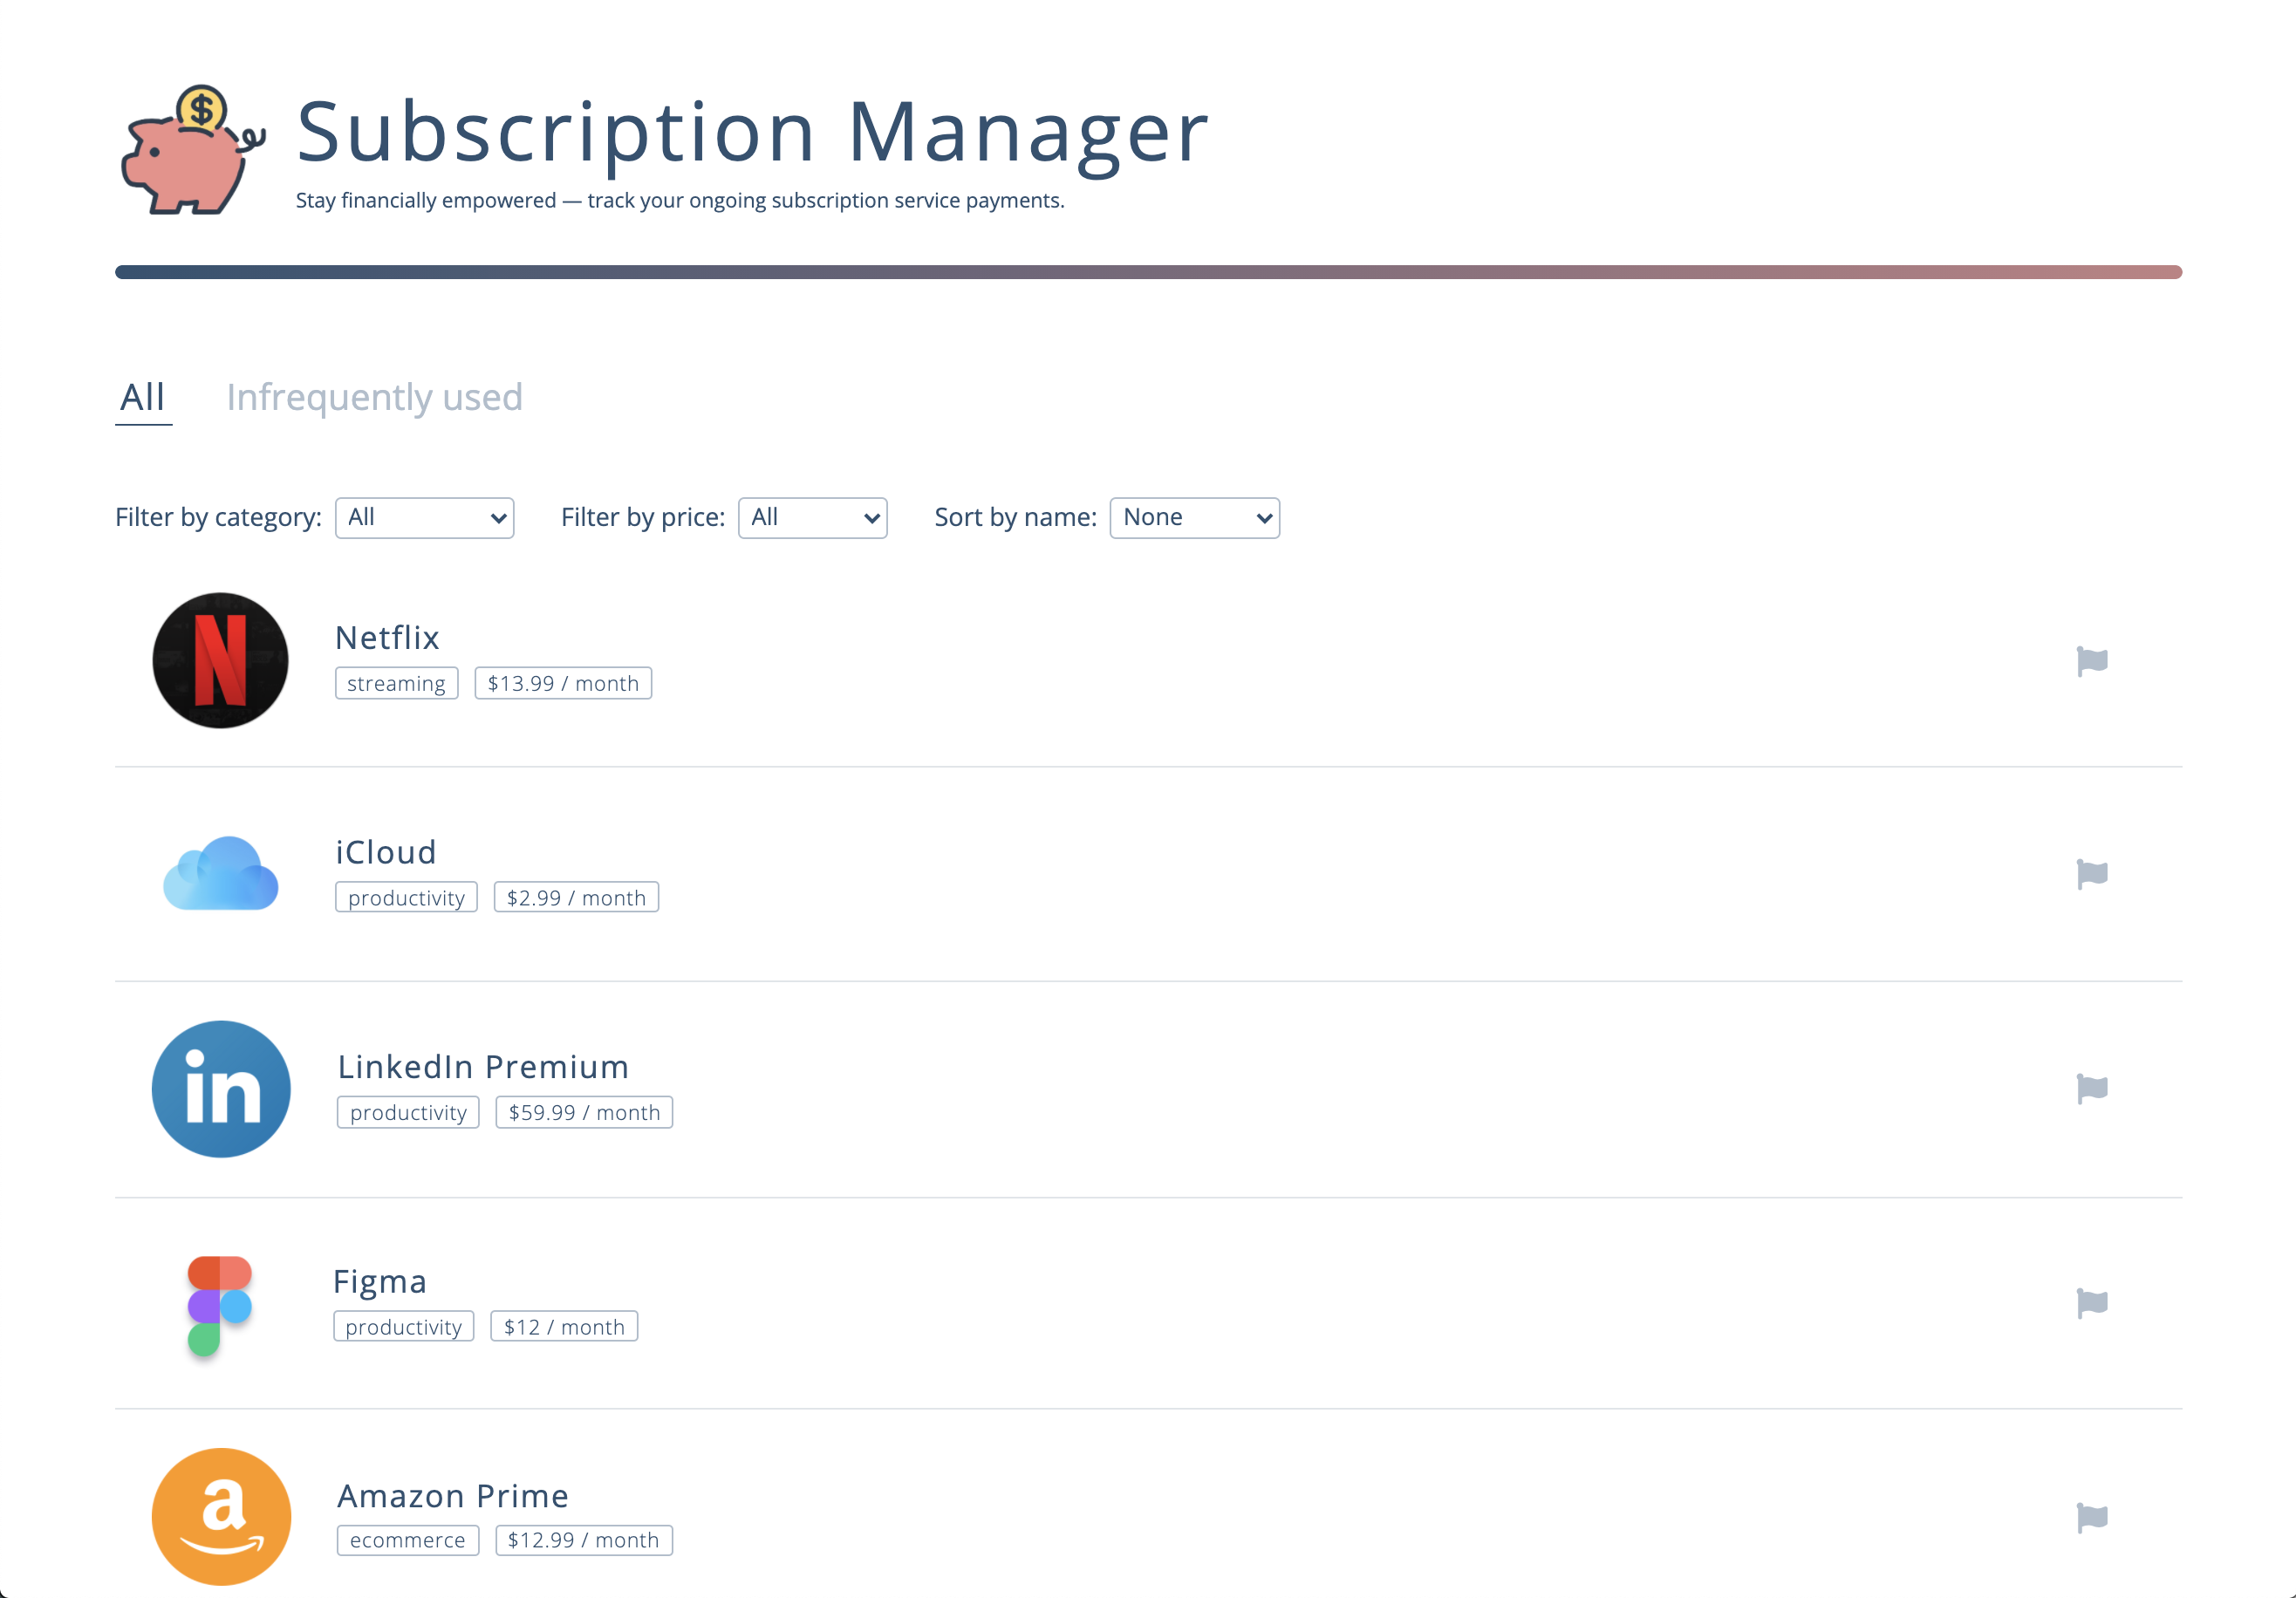 $
Subscription Manager
Stay financially empowered — track your ongoing subscription service payments.
All Infrequently used
Filter by category: All Filter by price: All Sort by name: None
N
Netflix
streaming $13.99 / month
iCloud
productivity $2.99 / month
in
LinkedIn Premium
productivity $59.99 / month
Figma
productivity $12 / month
a
Amazon Prime
ecommerce $12.99 / month